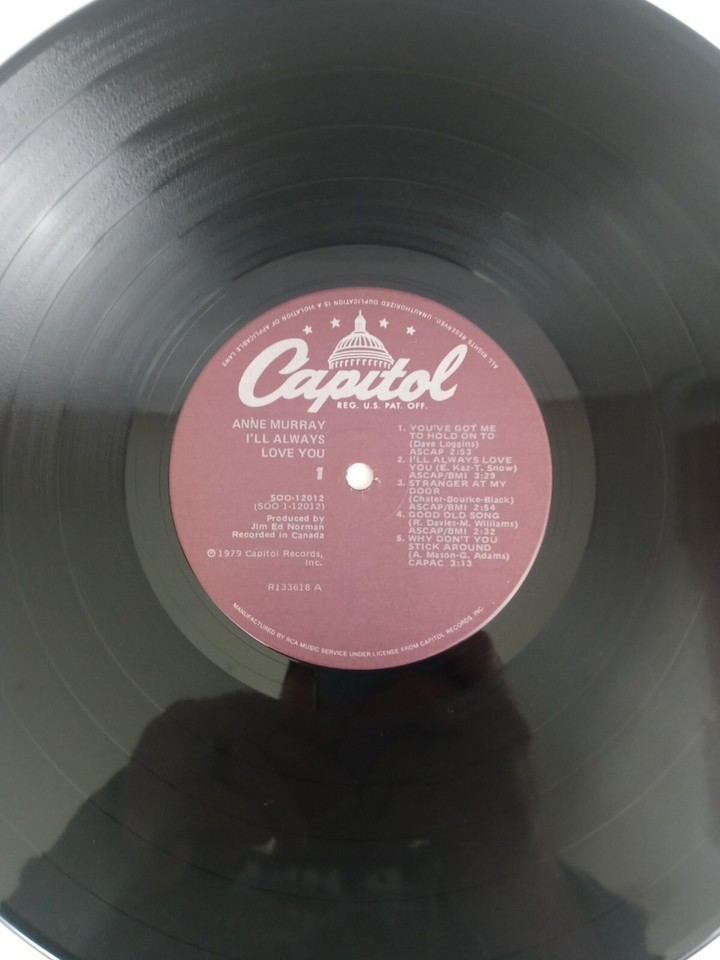 ALL RIGHTS RESERVED. UNAUTHORIZED DUPLICATION IS A VIOLATION OF APPLICABLE LAWS
Capitol
REG. U.S. PAT. OFF.
ANNE MURRAY
I'LL ALWAYS
LOVE YOU
1
SOO-12012
(SOO 1-12012)
Produced by
Jim Ed Norman
Recorded in Canada
℗1979 Capitol Records,
Inc.
R133618 A
1. YOU'VE GOT ME
TO HOLD ON TO
(Dave Loggins)
ASCAP 2:53
2. I'LL ALWAYS LOVE
YOU (E. Kaz-T. Snow)
ASCAP/BMI 3:29
3. STRANGER AT MY
DOOR
(Chater-Bourke-Black)
ASCAP/BMI 2:54
4. GOOD OLD SONG
(R. Davies-M. Williams)
ASCAP/BMI 2:32
5. WHY DON'T YOU
STICK AROUND
(A. Mason-G. Adams)
CAPAC 3:13
MANUFACTURED BY RCA MUSIC SERVICE UNDER LICENSE FROM CAPITOL RECORDS, INC.